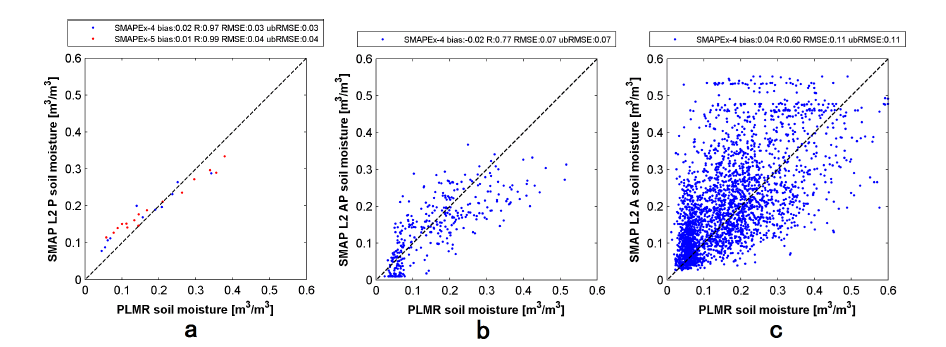 SMAPEx-4 bias:0.02 R:0.97 RMSE:0.03 ubRMSE:0.03
SMAPEx-5 bias:0.01 R:0.99 RMSE:0.04 ubRMSE:0.04
0.6
0.5
0.4
0.3
0.2
0.1
0
SMAP L2 P soil moisture [m³/m³]
0 0.1 0.2 0.3 0.4 0.5 0.6
PLMR soil moisture [m³/m³]
a
SMAPEx-4 bias:-0.02 R:0.77 RMSE:0.07 ubRMSE:0.07
0.6
0.5
0.4
0.3
0.2
0.1
0
SMAP L2 AP soil moisture [m³/m³]
0 0.1 0.2 0.3 0.4 0.5 0.6
PLMR soil moisture [m³/m³]
b
SMAPEx-4 bias:0.04 R:0.60 RMSE:0.11 ubRMSE:0.11
0.6
0.5
0.4
0.3
0.2
0.1
0
SMAP L2 A soil moisture [m³/m³]
0 0.1 0.2 0.3 0.4 0.5 0.6
PLMR soil moisture [m³/m³]
c